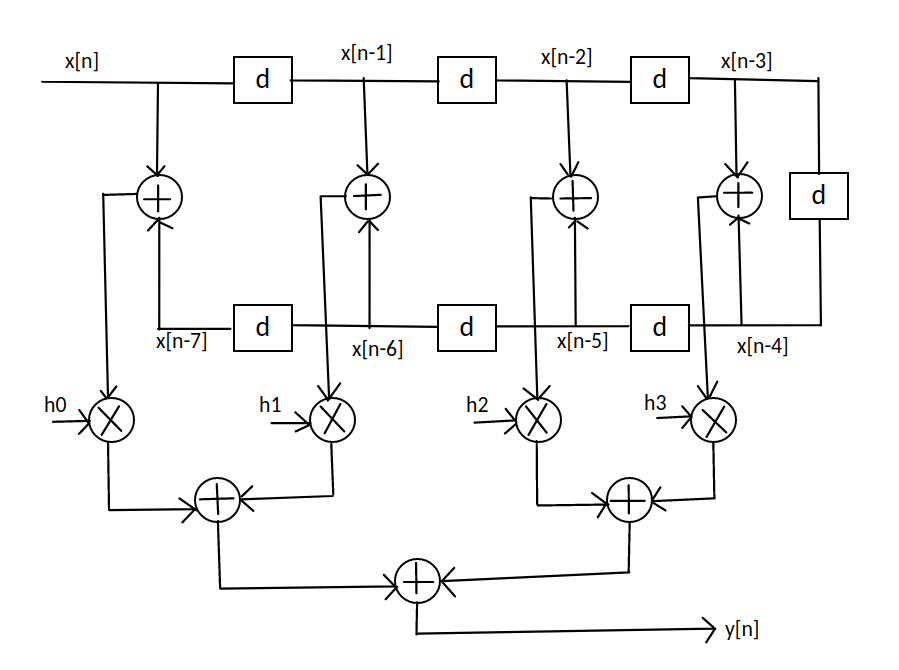 x[n]
x[n-1]
x[n-2]
x[n-3]
d
d
d
d
d
d
d
x[n-7]
x[n-6]
x[n-5]
x[n-4]
h0
h1
h2
h3
y[n]